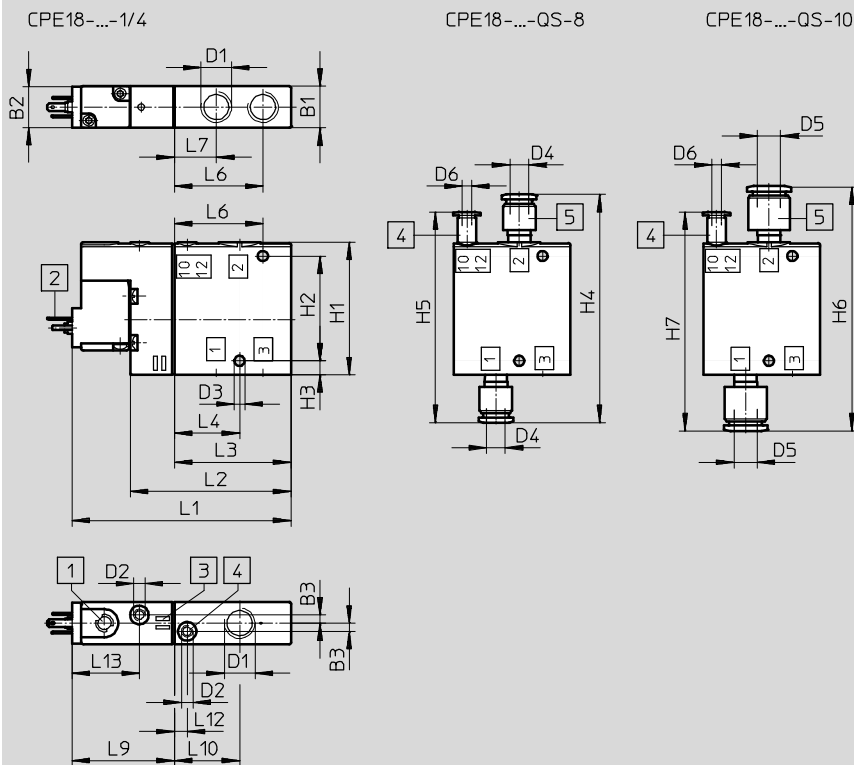 CPE18-...-1/4
CPE18-...-QS-8
CPE18-...-QS-10
D1
B2
B1
L7
L6
D6
D4
D6
D5
4
5
4
5
L6
2
10
12
2
H2
H1
1
3
D3
H3
L4
L3
L2
L1
10
12
2
H5
H4
1
3
D4
10
12
2
H7
H6
1
3
D5
1
D2
3
4
B3
B3
L13
D1
D2
L12
L9
L10